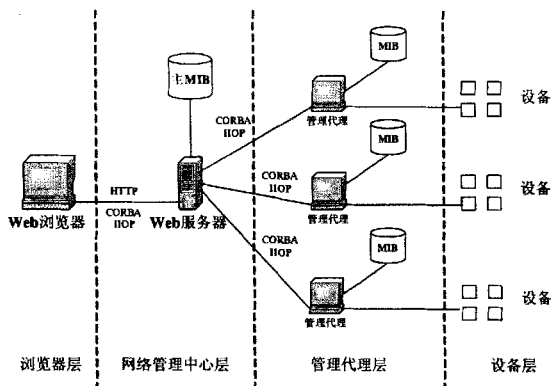 MIB
主MIB
设备
CORBA
IIOP
管理代理
MIB
HTTP
CORBA
IIOP
设备
Web浏览器
CORBA
IIOP
Web服务器
管理代理
MIB
CORBA
IIOP
设备
管理代理
浏览器层
网络管理中心层
管理代理层
设备层